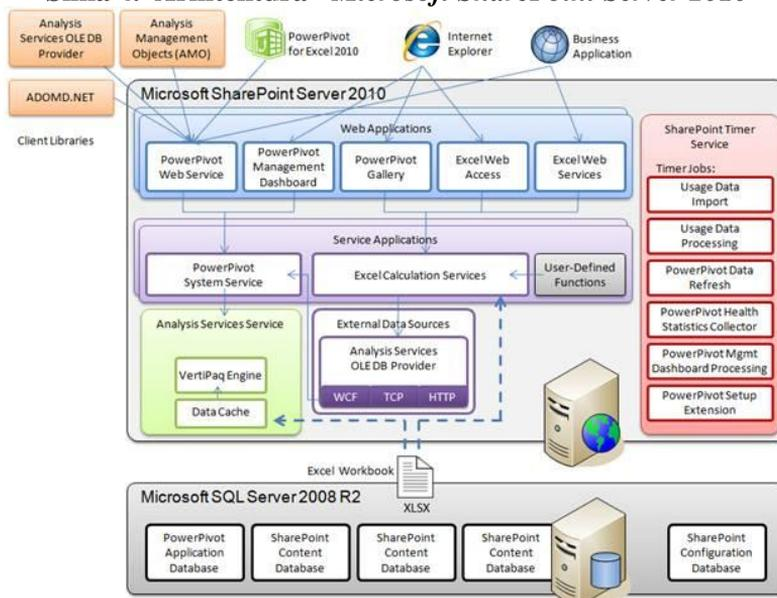 Analysis
Services OLE DB
Provider
Analysis
Management
Objects (AMO)
PowerPivot
for Excel 2010
Internet
Explorer
Business
Application
ADOMD.NET
Client Libraries
Microsoft SharePoint Server 2010
Web Applications
PowerPivot
Web Service
PowerPivot
Management
Dashboard
PowerPivot
Gallery
Excel Web
Access
Excel Web
Services
Service Applications
PowerPivot
System Service
Excel Calculation Services
User-Defined
Functions
Analysis Services Service
VertiPaq Engine
Data Cache
External Data Sources
Analysis Services
OLE DB Provider
WCF TCP HTTP
SharePoint Timer
Service
Timer Jobs:
Usage Data
Import
Usage Data
Processing
PowerPivot Data
Refresh
PowerPivot Health
Statistics Collector
PowerPivot Mgmt
Dashboard Processing
PowerPivot Setup
Extension
Excel Workbook
XLSX
Microsoft SQL Server 2008 R2
PowerPivot
Application
Database
SharePoint
Content
Database
SharePoint
Content
Database
SharePoint
Content
Database
SharePoint
Configuration
Database